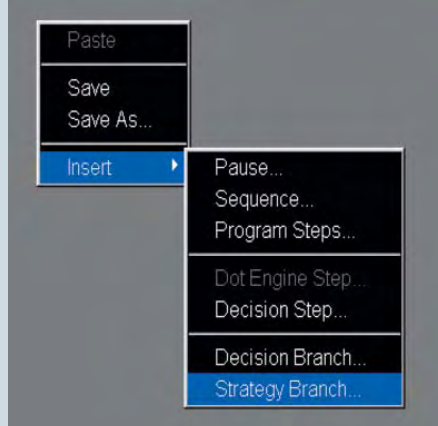 Paste
Save
Save As...
Insert
Pause...
Sequence...
Program Steps...
Dot Engine Step...
Decision Step...
Decision Branch...
Strategy Branch...